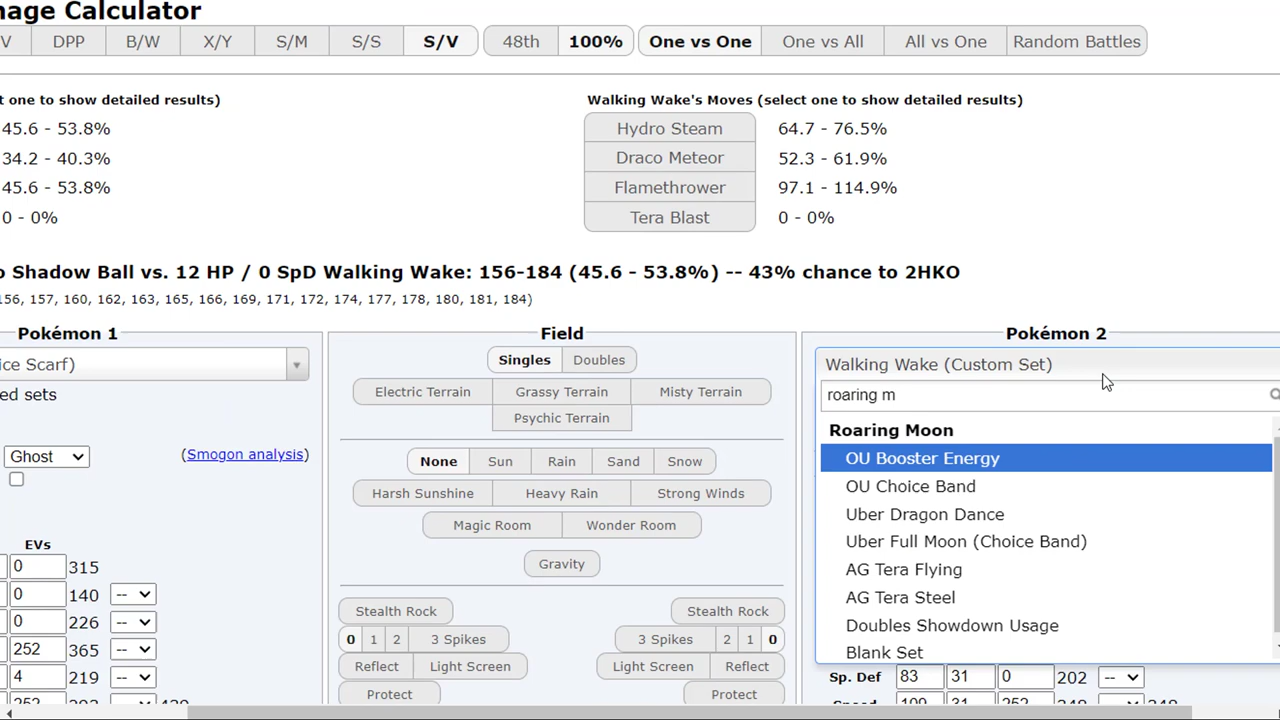 nage Calculator
V DPP B/W X/Y S/M S/S S/V 48th 100% One vs One One vs All All vs One Random Battles
t one to show detailed results) Walking Wake's Moves (select one to show detailed results)
45.6 - 53.8% Hydro Steam 64.7 - 76.5%
34.2 - 40.3% Draco Meteor 52.3 - 61.9%
45.6 - 53.8% Flamethrower 97.1 - 114.9%
0 - 0% Tera Blast 0 - 0%
o Shadow Ball vs. 12 HP / 0 SpD Walking Wake: 156-184 (45.6 - 53.8%) -- 43% chance to 2HKO
156, 157, 160, 162, 163, 165, 166, 169, 171, 172, 174, 177, 178, 180, 181, 184)
Pokémon 1
ice Scarf)
ed sets
Ghost (Smogon analysis)
EVs
0 315
0 140 --
0 226 --
252 365 --
4 219 --
252
Field
Singles Doubles
Electric Terrain Grassy Terrain Misty Terrain
Psychic Terrain
None Sun Rain Sand Snow
Harsh Sunshine Heavy Rain Strong Winds
Magic Room Wonder Room
Gravity
Stealth Rock Stealth Rock
0 1 2 3 Spikes 3 Spikes 2 1 0
Reflect Light Screen Light Screen Reflect
Protect Protect
Pokémon 2
Walking Wake (Custom Set)
roaring m
Roaring Moon
OU Booster Energy
OU Choice Band
Uber Dragon Dance
Uber Full Moon (Choice Band)
AG Tera Flying
AG Tera Steel
Doubles Showdown Usage
Blank Set
Sp. Def 83 31 0 202 --
Speed 109 31 252